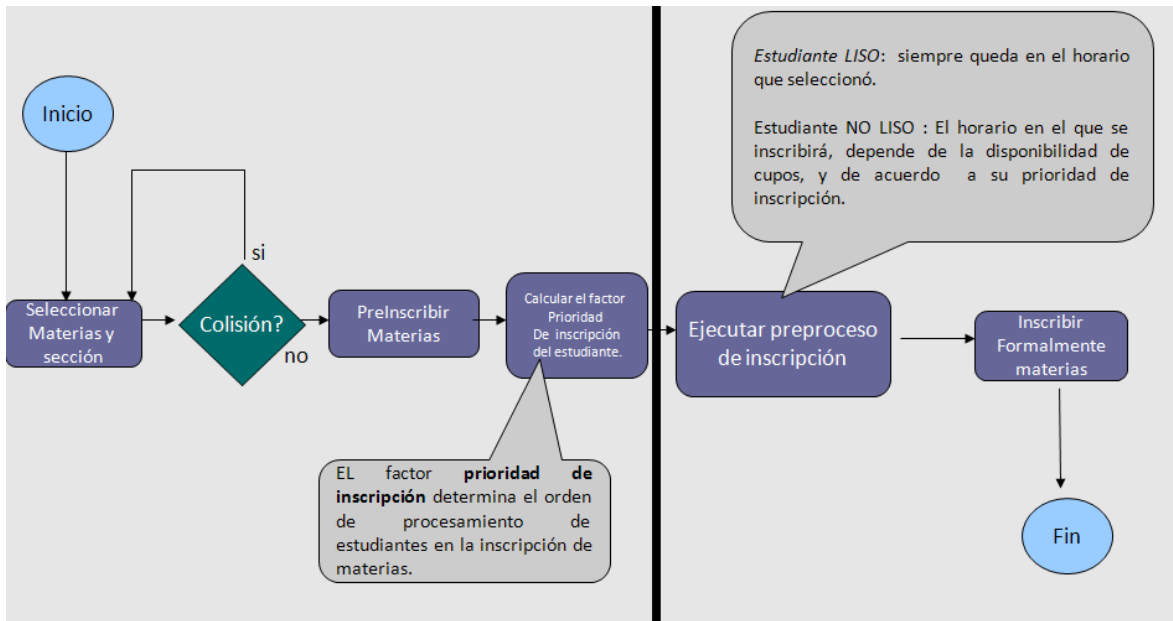 Inicio
si
Seleccionar
Materias y
sección
Colisión?
no
PreInscribir
Materias
Calcular el factor
Prioridad
De inscripción
del estudiante.
EL factor prioridad de
inscripción determina el orden
de procesamiento de
estudiantes en la inscripción de
materias.
Estudiante LISO: siempre queda en el horario
que seleccionó.
Estudiante NO LISO : El horario en el que se
inscribirá, depende de la disponibilidad de
cupos, y de acuerdo a su prioridad de
inscripción.
Ejecutar preproceso
de inscripción
Inscribir
Formalmente
materias
Fin